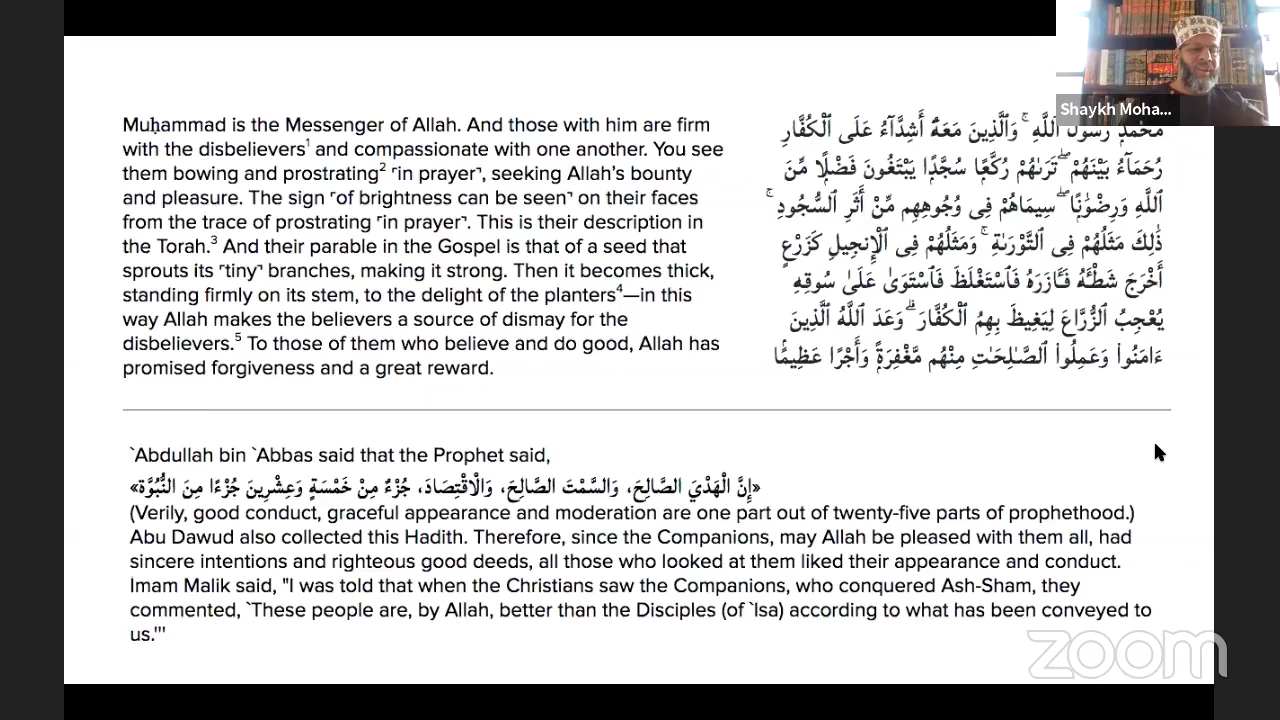 Shaykh Moha...
Muḥammad is the Messenger of Allah. And those with him are firm
with the disbelievers¹ and compassionate with one another. You see
them bowing and prostrating² ˹in prayer˺, seeking Allah’s bounty
and pleasure. The sign ˹of brightness can be seen˺ on their faces
from the trace of prostrating ˹in prayer˺. This is their description in
the Torah.³ And their parable in the Gospel is that of a seed that
sprouts its ˹tiny˺ branches, making it strong. Then it becomes thick,
standing firmly on its stem, to the delight of the planters⁴—in this
way Allah makes the believers a source of dismay for the
disbelievers.⁵ To those of them who believe and do good, Allah has
promised forgiveness and a great reward.
مُّحَمَّدٌ رَّسُولُ ٱللَّهِ ۚ وَٱلَّذِينَ مَعَهُۥٓ أَشِدَّآءُ عَلَى ٱلْكُفَّارِ
رُحَمَآءُ بَيْنَهُمْ ۖ تَرَىٰهُمْ رُكَّعًۭا سُجَّدًۭا يَبْتَغُونَ فَضْلًۭا مِّنَ
ٱللَّهِ وَرِضْوَٰنًۭا ۖ سِيمَاهُمْ فِى وُجُوهِهِم مِّنْ أَثَرِ ٱلسُّجُودِ ۚ
ذَٰلِكَ مَثَلُهُمْ فِى ٱلتَّوْرَىٰةِ ۚ وَمَثَلُهُمْ فِى ٱلْإِنجِيلِ كَزَرْعٍ
أَخْرَجَ شَطْـَٔهُۥ فَـَٔازَرَهُۥ فَٱسْتَغْلَظَ فَٱسْتَوَىٰ عَلَىٰ سُوقِهِۦ
يُعْجِبُ ٱلزُّرَّاعَ لِيَغِيظَ بِهِمُ ٱلْكُفَّارَ ۗ وَعَدَ ٱللَّهُ ٱلَّذِينَ
ءَامَنُوا۟ وَعَمِلُوا۟ ٱلصَّـٰلِحَـٰتِ مِنْهُم مَّغْفِرَةًۭ وَأَجْرًا عَظِيمًۢا
`Abdullah bin `Abbas said that the Prophet said,
«إِنَّ الْهَدْيَ الصَّالِحَ، وَالسَّمْتَ الصَّالِحَ، وَالْاقْتِصَادَ، جُزْءٌ مِنْ خَمْسَةٍ وَعِشْرِينَ جُزْءًا مِنَ النُّبُوَّة»
(Verily, good conduct, graceful appearance and moderation are one part out of twenty-five parts of prophethood.)
Abu Dawud also collected this Hadith. Therefore, since the Companions, may Allah be pleased with them all, had
sincere intentions and righteous good deeds, all those who looked at them liked their appearance and conduct.
Imam Malik said, "I was told that when the Christians saw the Companions, who conquered Ash-Sham, they
commented, `These people are, by Allah, better than the Disciples (of `Isa) according to what has been conveyed to
us.'"
zoom